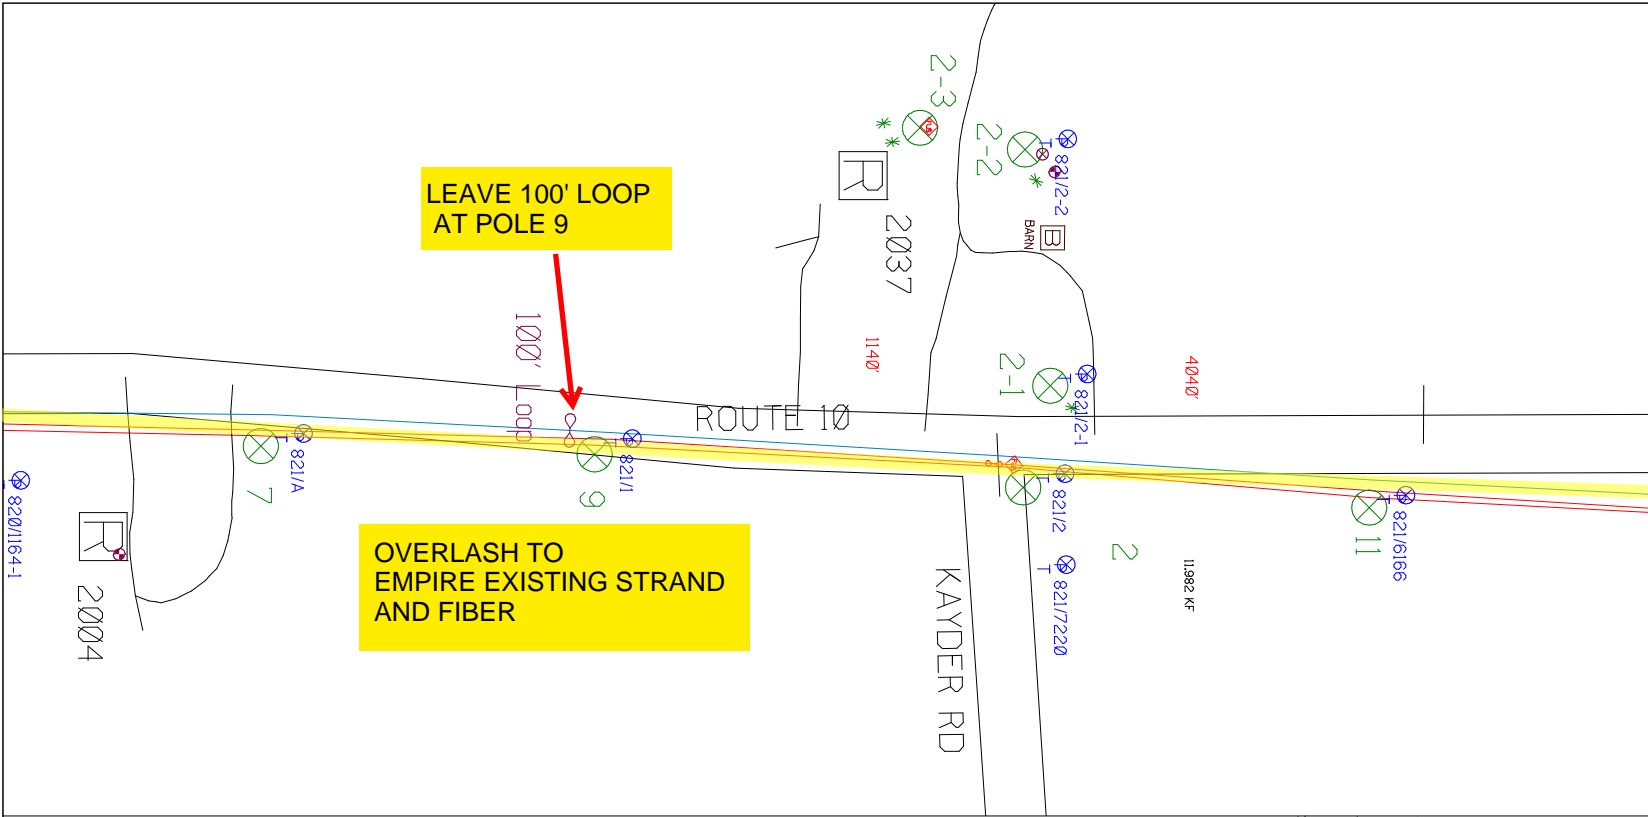 2-3
2-2
821/2-2
R
2037
B
BARN
LEAVE 100' LOOP
AT POLE 9
100' Loop
1140'
2-1
821/2-1
4040'
ROUTE 10
7
821/A
9
821/1
821/2
2
821/7220
11
821/6166
11.982 KF
820/1164-1
R
2004
OVERLASH TO
EMPIRE EXISTING STRAND
AND FIBER
KAYDER RD